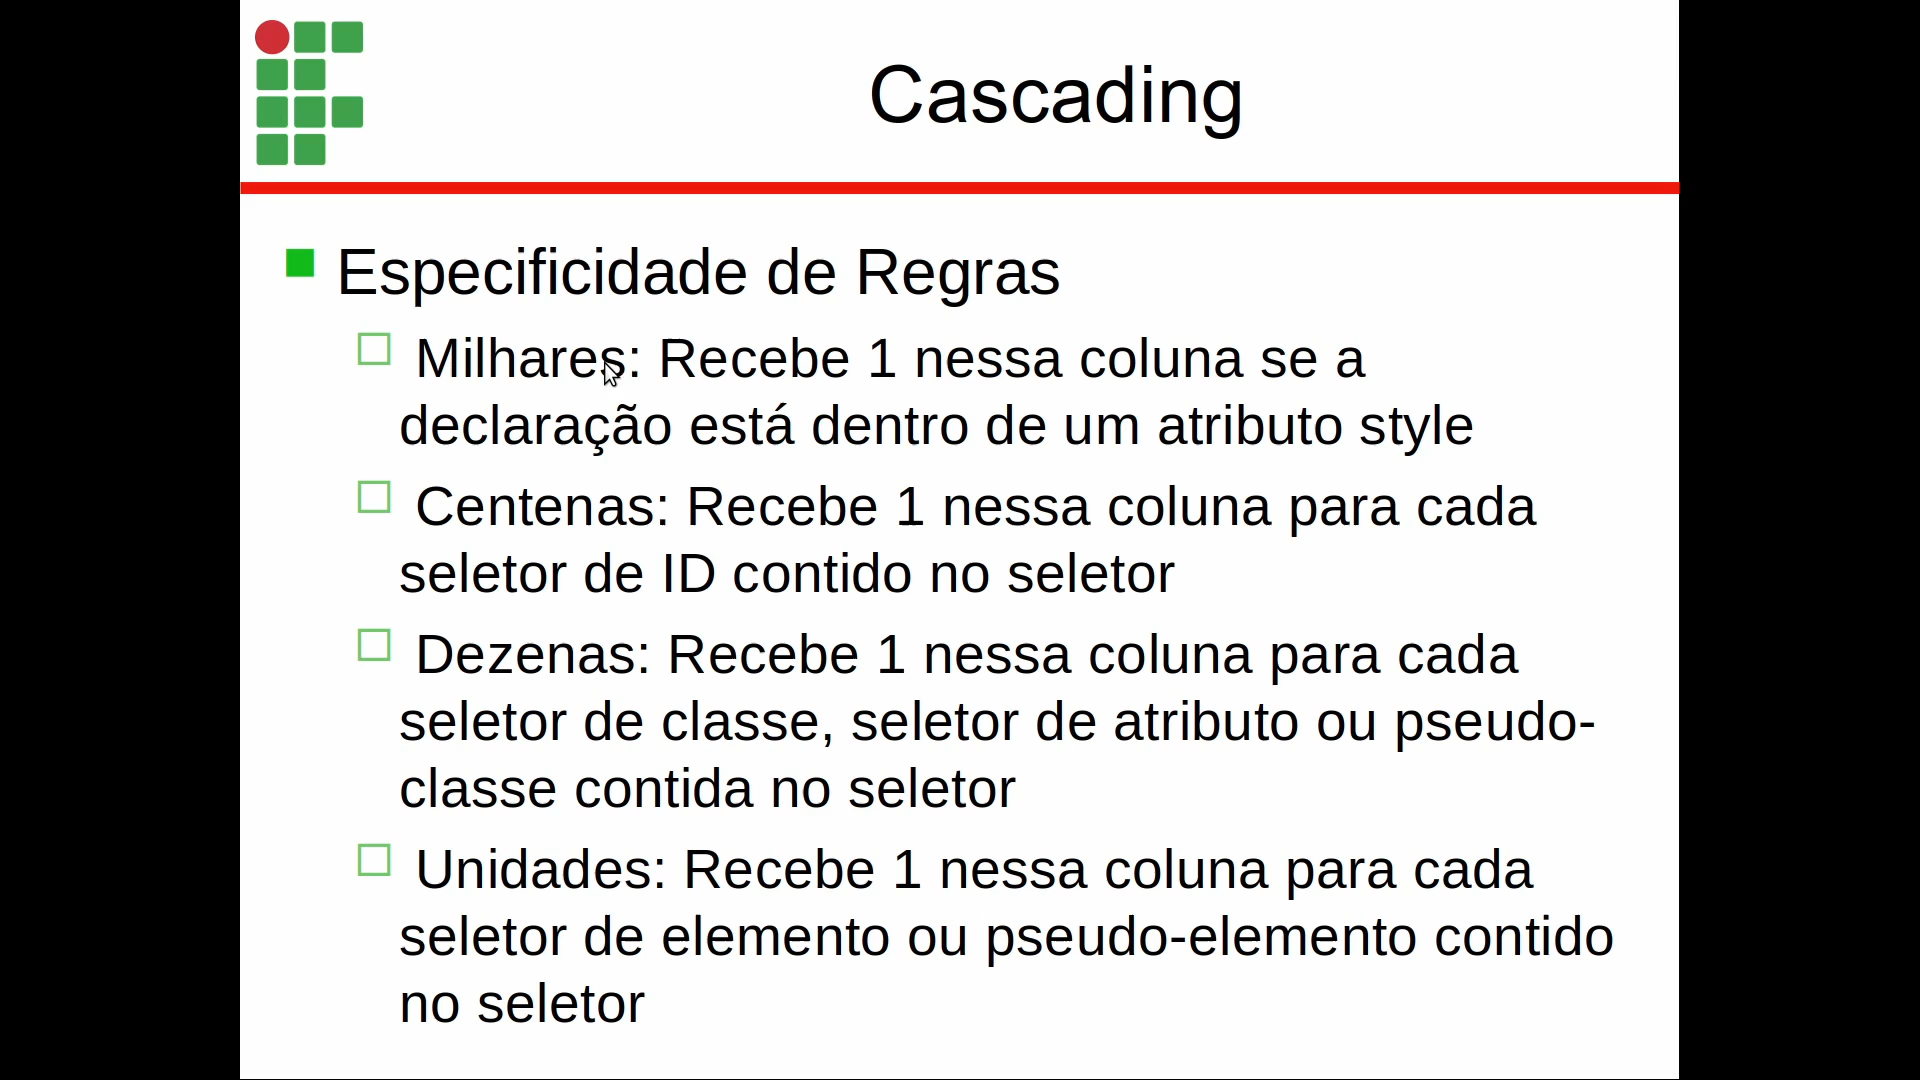 Cascading
Especificidade de Regras
Milhares: Recebe 1 nessa coluna se a
declaração está dentro de um atributo style
Centenas: Recebe 1 nessa coluna para cada
seletor de ID contido no seletor
Dezenas: Recebe 1 nessa coluna para cada
seletor de classe, seletor de atributo ou pseudo-
classe contida no seletor
Unidades: Recebe 1 nessa coluna para cada
seletor de elemento ou pseudo-elemento contido
no seletor